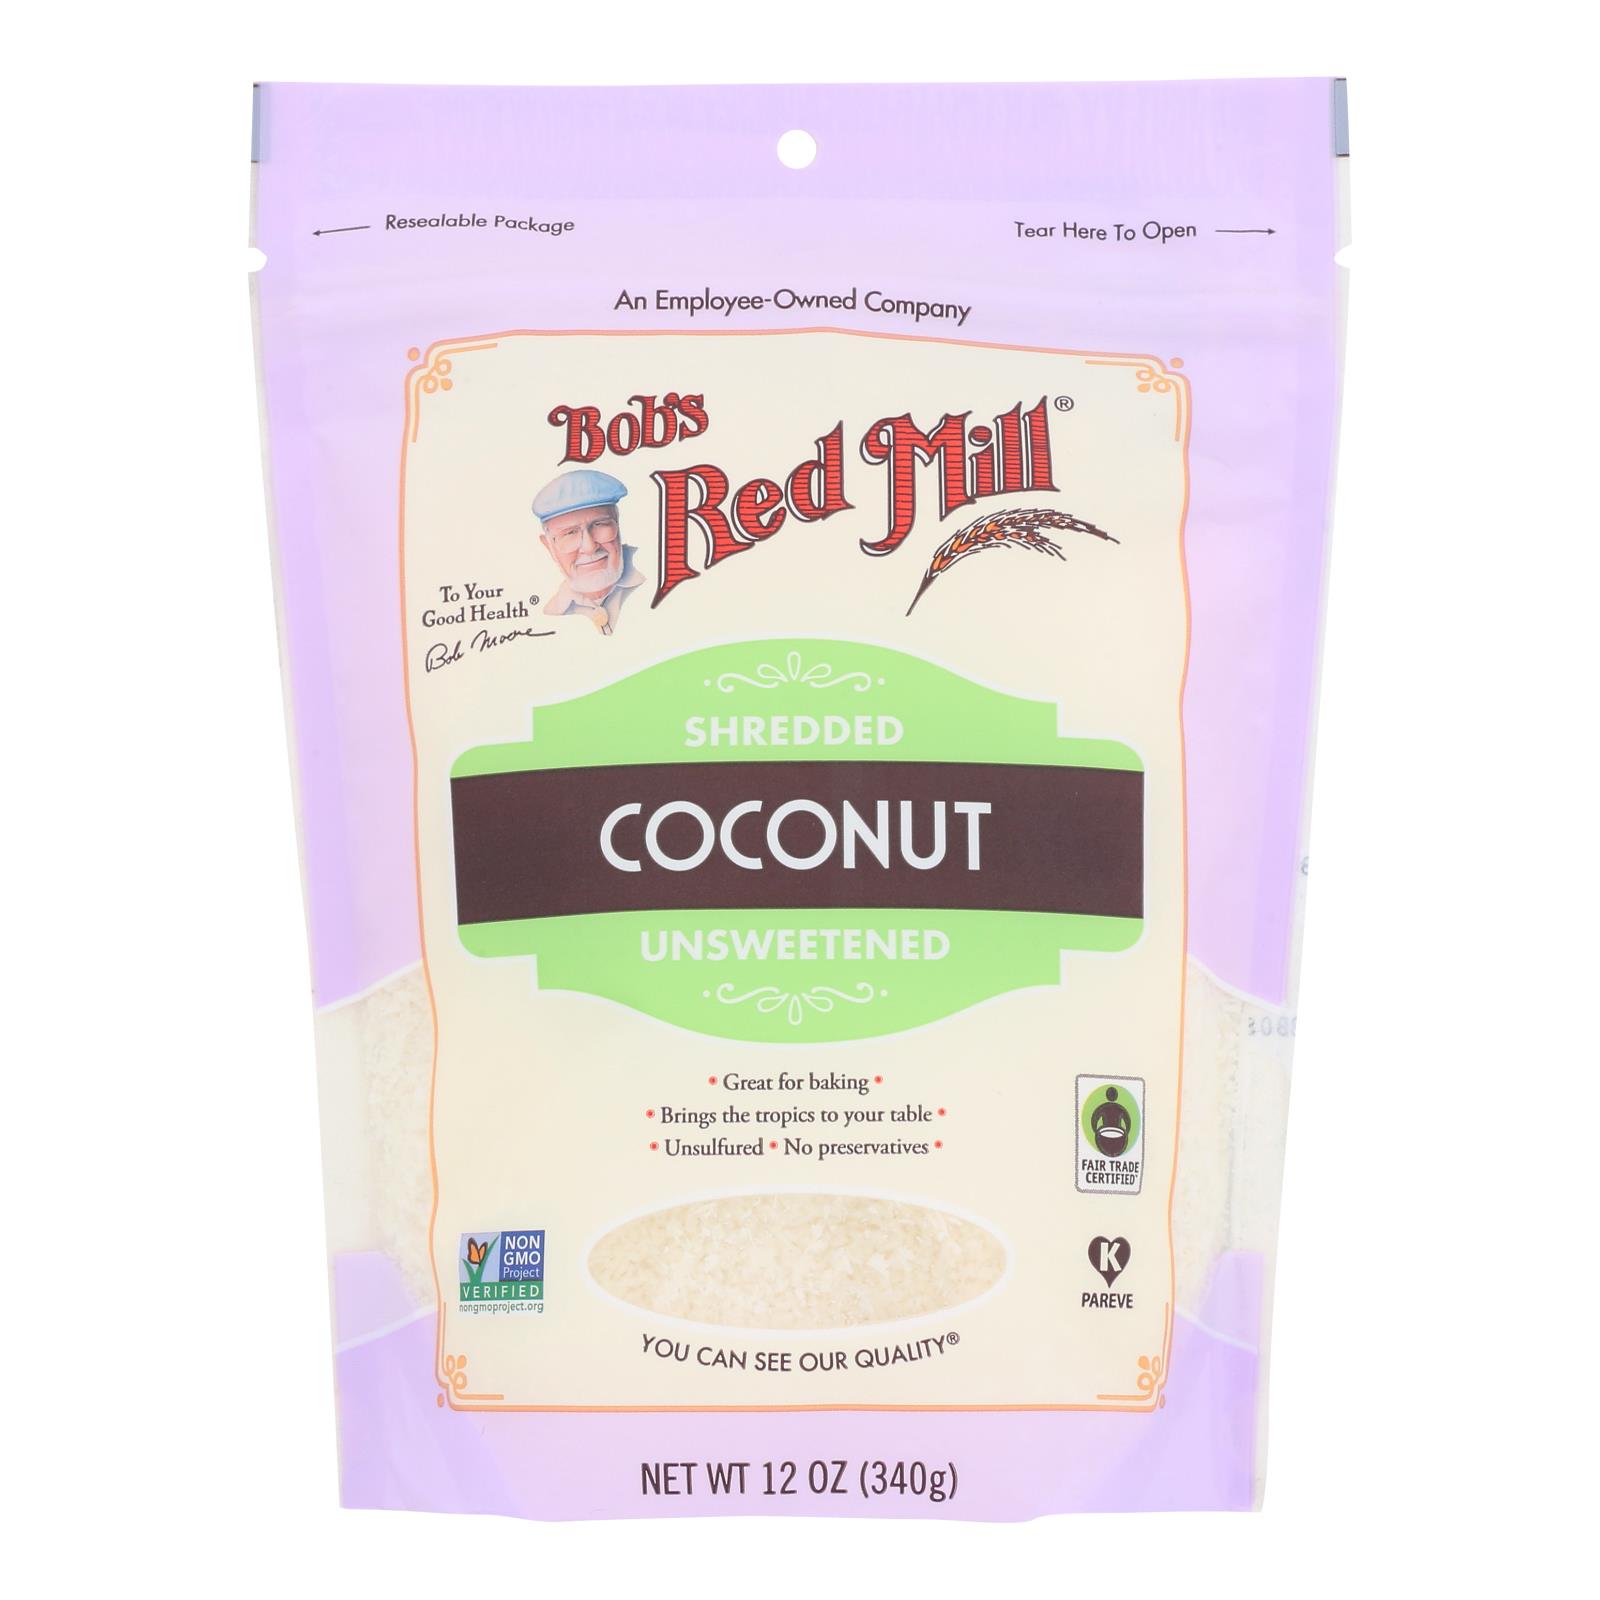 Resealable Package
Tear Here To Open
An Employee-Owned Company
Bob's
Red Mill®
To Your
Good Health®
Bob Moore
SHREDDED
COCONUT
UNSWEETENED
• Great for baking •
• Brings the tropics to your table •
• Unsulfured • No preservatives •
FAIR TRADE
CERTIFIED
NON
GMO
Project
VERIFIED
nongmoproject.org
K
PAREVE
YOU CAN SEE OUR QUALITY®
NET WT 12 OZ (340g)